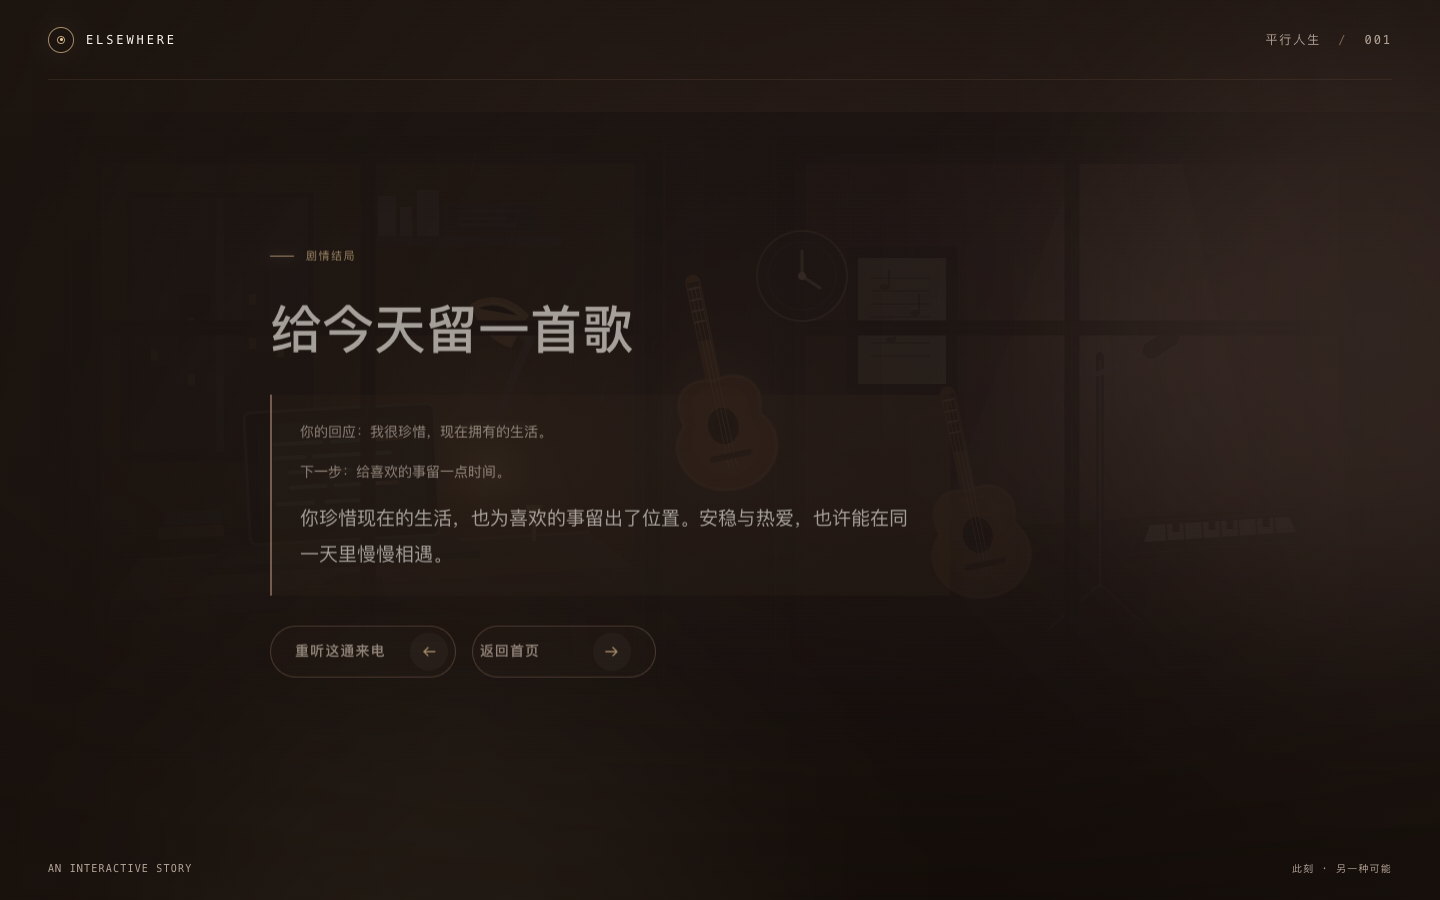 ELSEWHERE
平行人生 / 001
剧情结局
给今天留一首歌
你的回应：我很珍惜，现在拥有的生活。
下一步：给喜欢的事留一点时间。
你珍惜现在的生活，也为喜欢的事留出了位置。安稳与热爱，也许能在同
一天里慢慢相遇。
重听这通来电 ←
返回首页 →
AN INTERACTIVE STORY
此刻 · 另一种可能